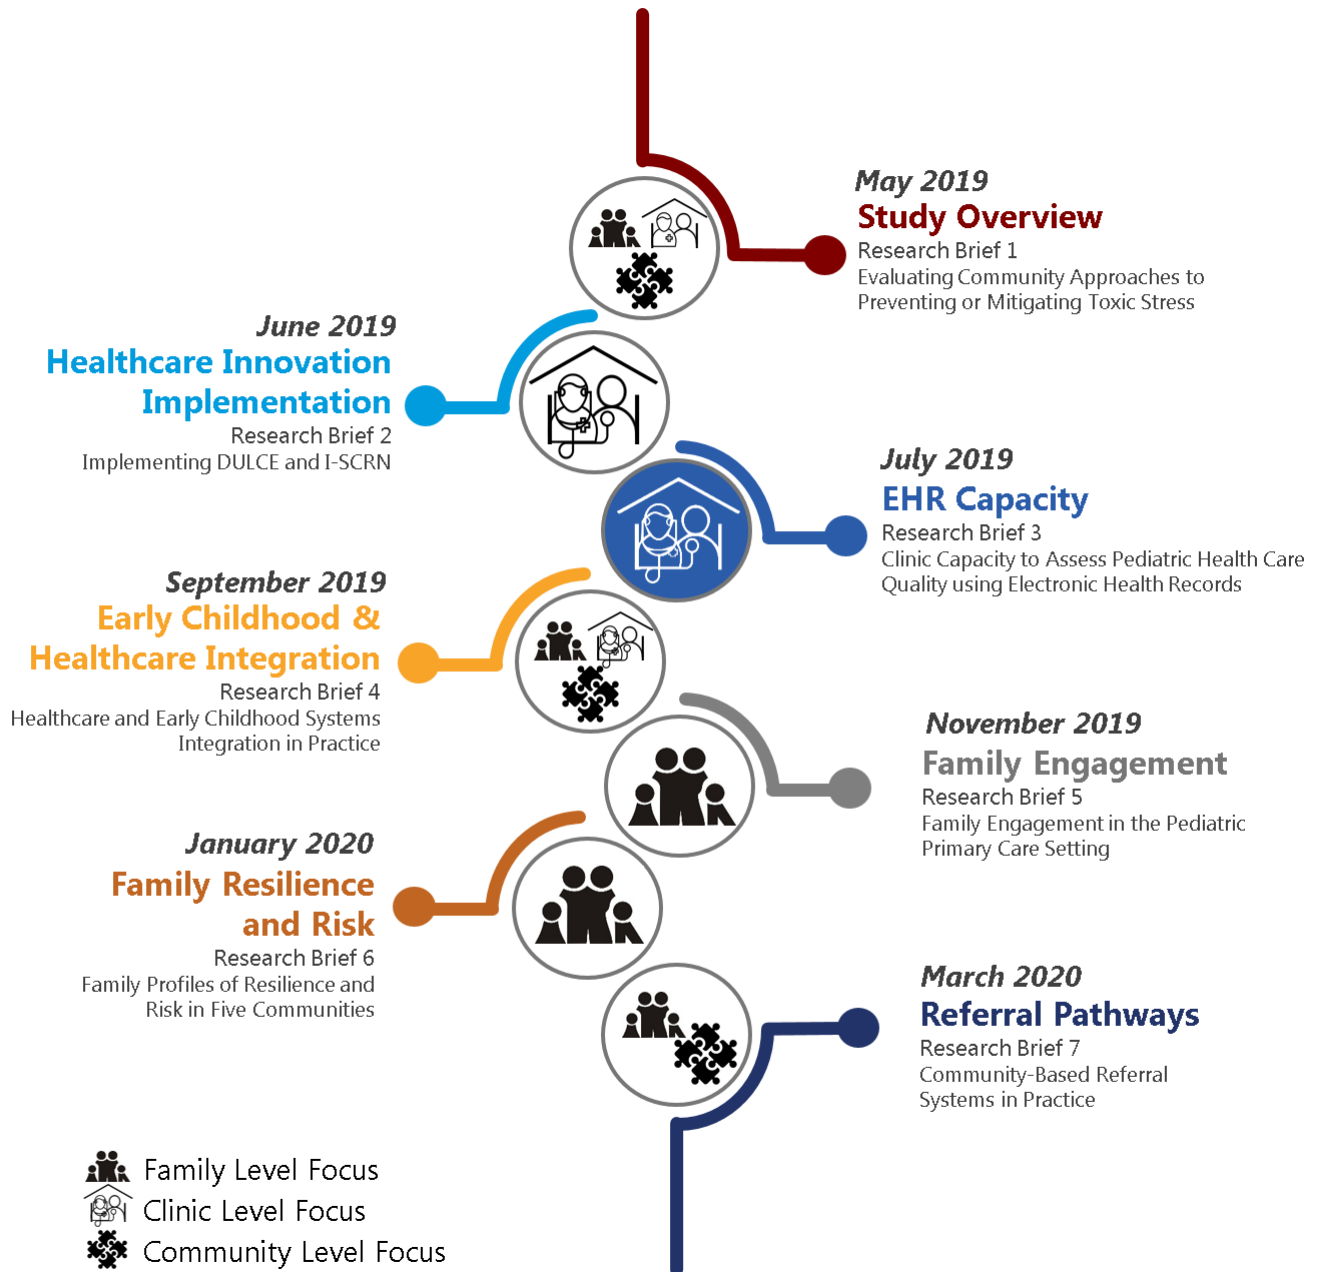 May 2019
Study Overview
Research Brief 1
Evaluating Community Approaches to
Preventing or Mitigating Toxic Stress
June 2019
Healthcare Innovation
Implementation
Research Brief 2
Implementing DULCE and I-SCRN
July 2019
EHR Capacity
Research Brief 3
Clinic Capacity to Assess Pediatric Health Care
Quality using Electronic Health Records
September 2019
Early Childhood &
Healthcare Integration
Research Brief 4
Healthcare and Early Childhood Systems
Integration in Practice
November 2019
Family Engagement
Research Brief 5
Family Engagement in the Pediatric
Primary Care Setting
January 2020
Family Resilience
and Risk
Research Brief 6
Family Profiles of Resilience and
Risk in Five Communities
March 2020
Referral Pathways
Research Brief 7
Community-Based Referral
Systems in Practice
Family Level Focus
Clinic Level Focus
Community Level Focus